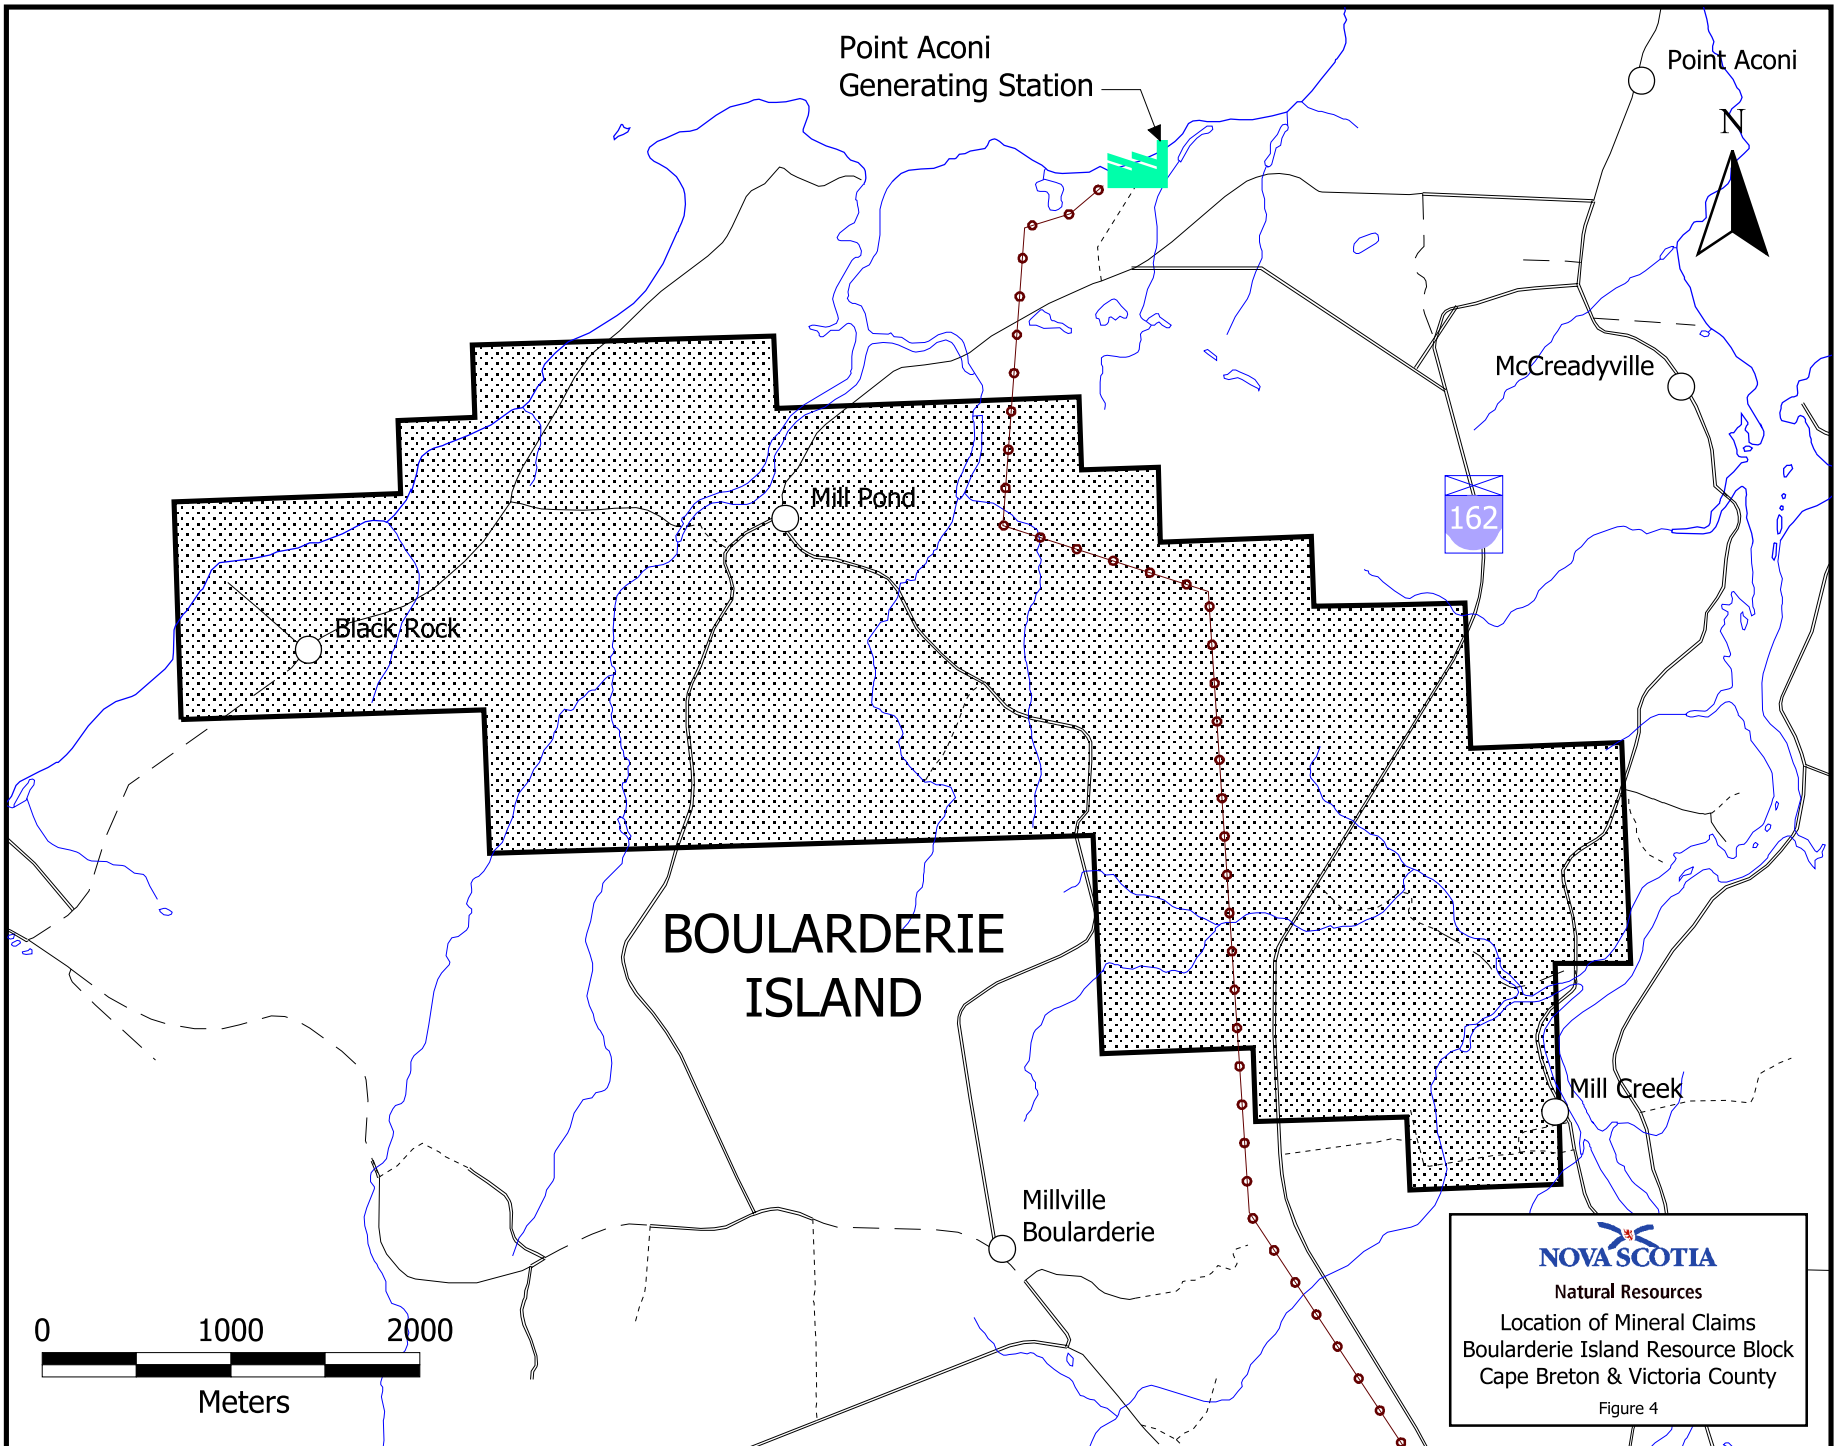 Point Aconi
Generating Station
Point Aconi
N
McCreadyville
Mill Pond
162
Black Rock
BOULARDERIE
ISLAND
Mill Creek
Millville
Boularderie
0 1000 2000
Meters
NOVA SCOTIA
Natural Resources
Location of Mineral Claims
Boularderie Island Resource Block
Cape Breton & Victoria County
Figure 4